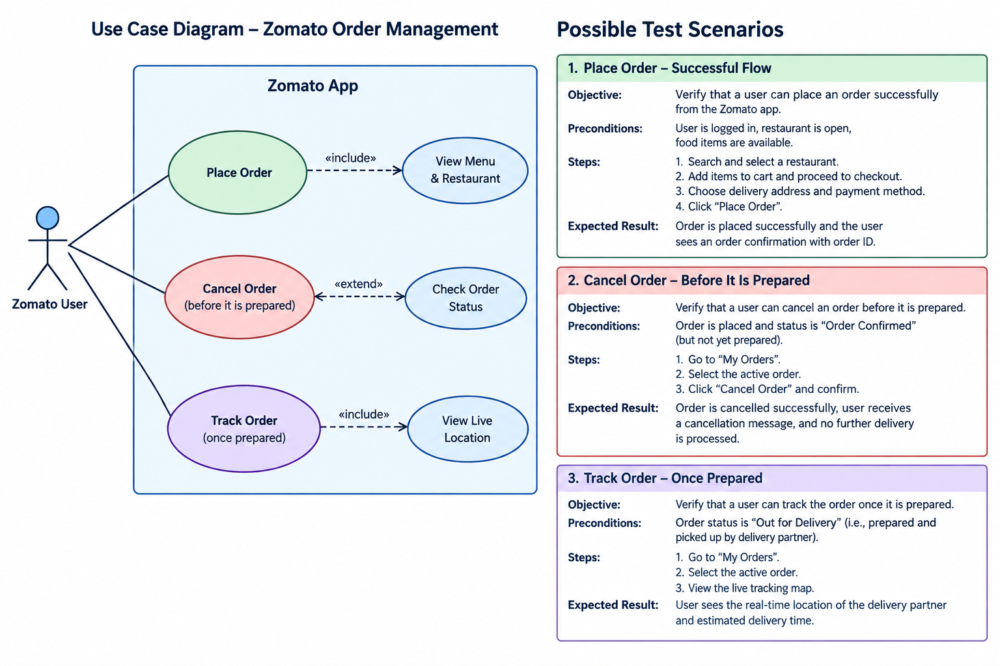 Use Case Diagram – Zomato Order Management
Zomato App
Place Order
«include»
View Menu
& Restaurant
Zomato User
Cancel Order
(before it is prepared)
«extend»
Check Order
Status
Track Order
(once prepared)
«include»
View Live
Location
Possible Test Scenarios
1. Place Order – Successful Flow
Objective: Verify that a user can place an order successfully
from the Zomato app.
Preconditions: User is logged in, restaurant is open,
food items are available.
Steps: 1. Search and select a restaurant.
2. Add items to cart and proceed to checkout.
3. Choose delivery address and payment method.
4. Click “Place Order”.
Expected Result: Order is placed successfully and the user
sees an order confirmation with order ID.
2. Cancel Order – Before It Is Prepared
Objective: Verify that a user can cancel an order before it is prepared.
Preconditions: Order is placed and status is “Order Confirmed”
(but not yet prepared).
Steps: 1. Go to “My Orders”.
2. Select the active order.
3. Click “Cancel Order” and confirm.
Expected Result: Order is cancelled successfully, user receives
a cancellation message, and no further delivery
is processed.
3. Track Order – Once Prepared
Objective: Verify that a user can track the order once it is prepared.
Preconditions: Order status is “Out for Delivery” (i.e., prepared and
picked up by delivery partner).
Steps: 1. Go to “My Orders”.
2. Select the active order.
3. View the live tracking map.
Expected Result: User sees the real-time location of the delivery partner
and estimated delivery time.